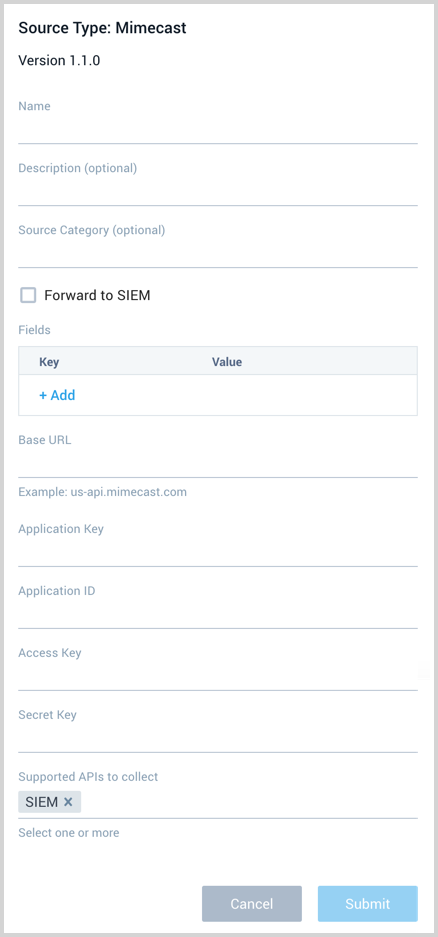 Source Type: Mimecast
Version 1.1.0
Name
Description (optional)
Source Category (optional)
Forward to SIEM
Fields
Key Value
+ Add
Base URL
Example: us-api.mimecast.com
Application Key
Application ID
Access Key
Secret Key
Supported APIs to collect
SIEM ×
Select one or more
Cancel Submit